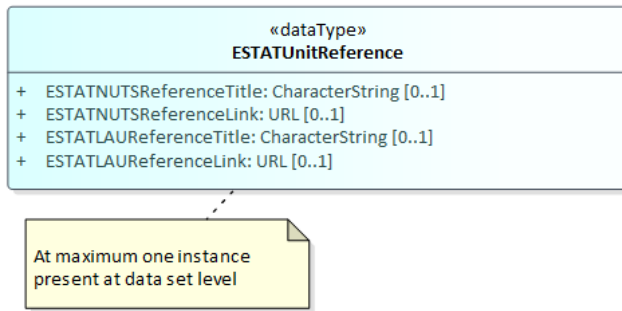 «dataType»
ESTATUnitReference
+ ESTATNUTSReferenceTitle: CharacterString [0..1]
+ ESTATNUTSReferenceLink: URL [0..1]
+ ESTATLAUReferenceTitle: CharacterString [0..1]
+ ESTATLAUReferenceLink: URL [0..1]
At maximum one instance
present at data set level